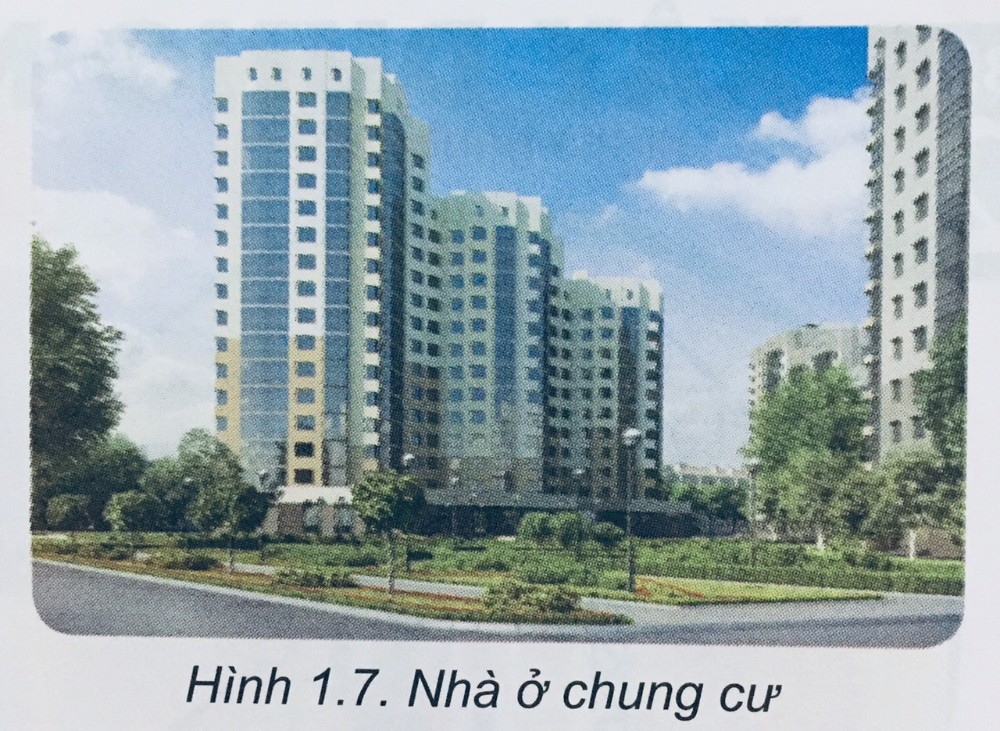 Hình 1.7. Nhà ở chung cư